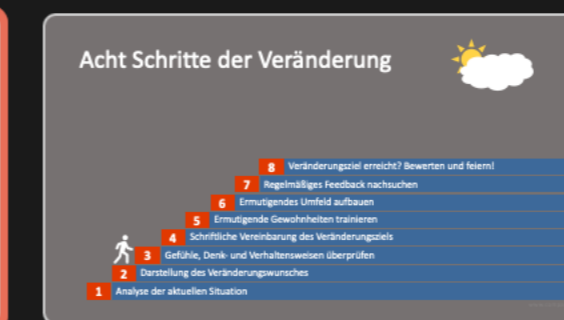 Acht Schritte der Veränderung
8 Veränderungsziel erreicht? Bewerten und feiern!
7 Regelmäßiges Feedback nachsuchen
6 Ermutigendes Umfeld aufbauen
5 Ermutigende Gewohnheiten trainieren
4 Schriftliche Vereinbarung des Veränderungsziels
3 Gefühle, Denk- und Verhaltensweisen überprüfen
2 Darstellung des Veränderungswunsches
1 Analyse der aktuellen Situation